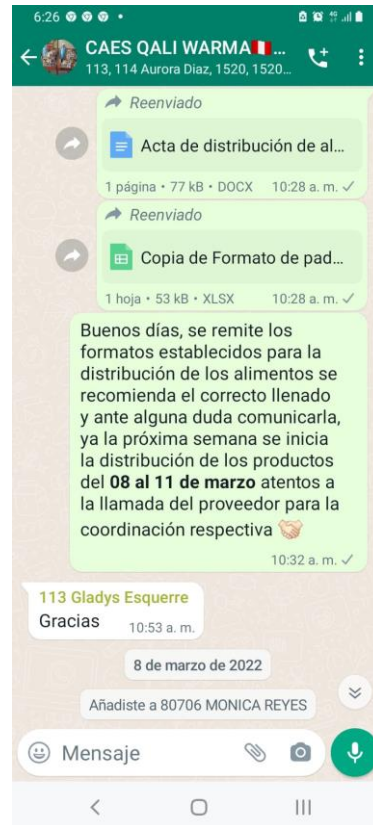 6:26
CAES QALI WARMA🇵🇪...
113, 114 Aurora Diaz, 1520, 1520...
Reenviado
Acta de distribución de al...
1 página • 77 kB • DOCX 10:28 a. m.
Reenviado
Copia de Formato de pad...
1 hoja • 53 kB • XLSX 10:28 a. m.
Buenos días, se remite los
formatos establecidos para la
distribución de los alimentos se
recomienda el correcto llenado
y ante alguna duda comunicarla,
ya la próxima semana se inicia
la distribución de los productos
del 08 al 11 de marzo atentos a
la llamada del proveedor para la
coordinación respectiva 🤝
10:32 a. m.
113 Gladys Esquerre
Gracias 10:53 a. m.
8 de marzo de 2022
Añadiste a 80706 MONICA REYES
Mensaje